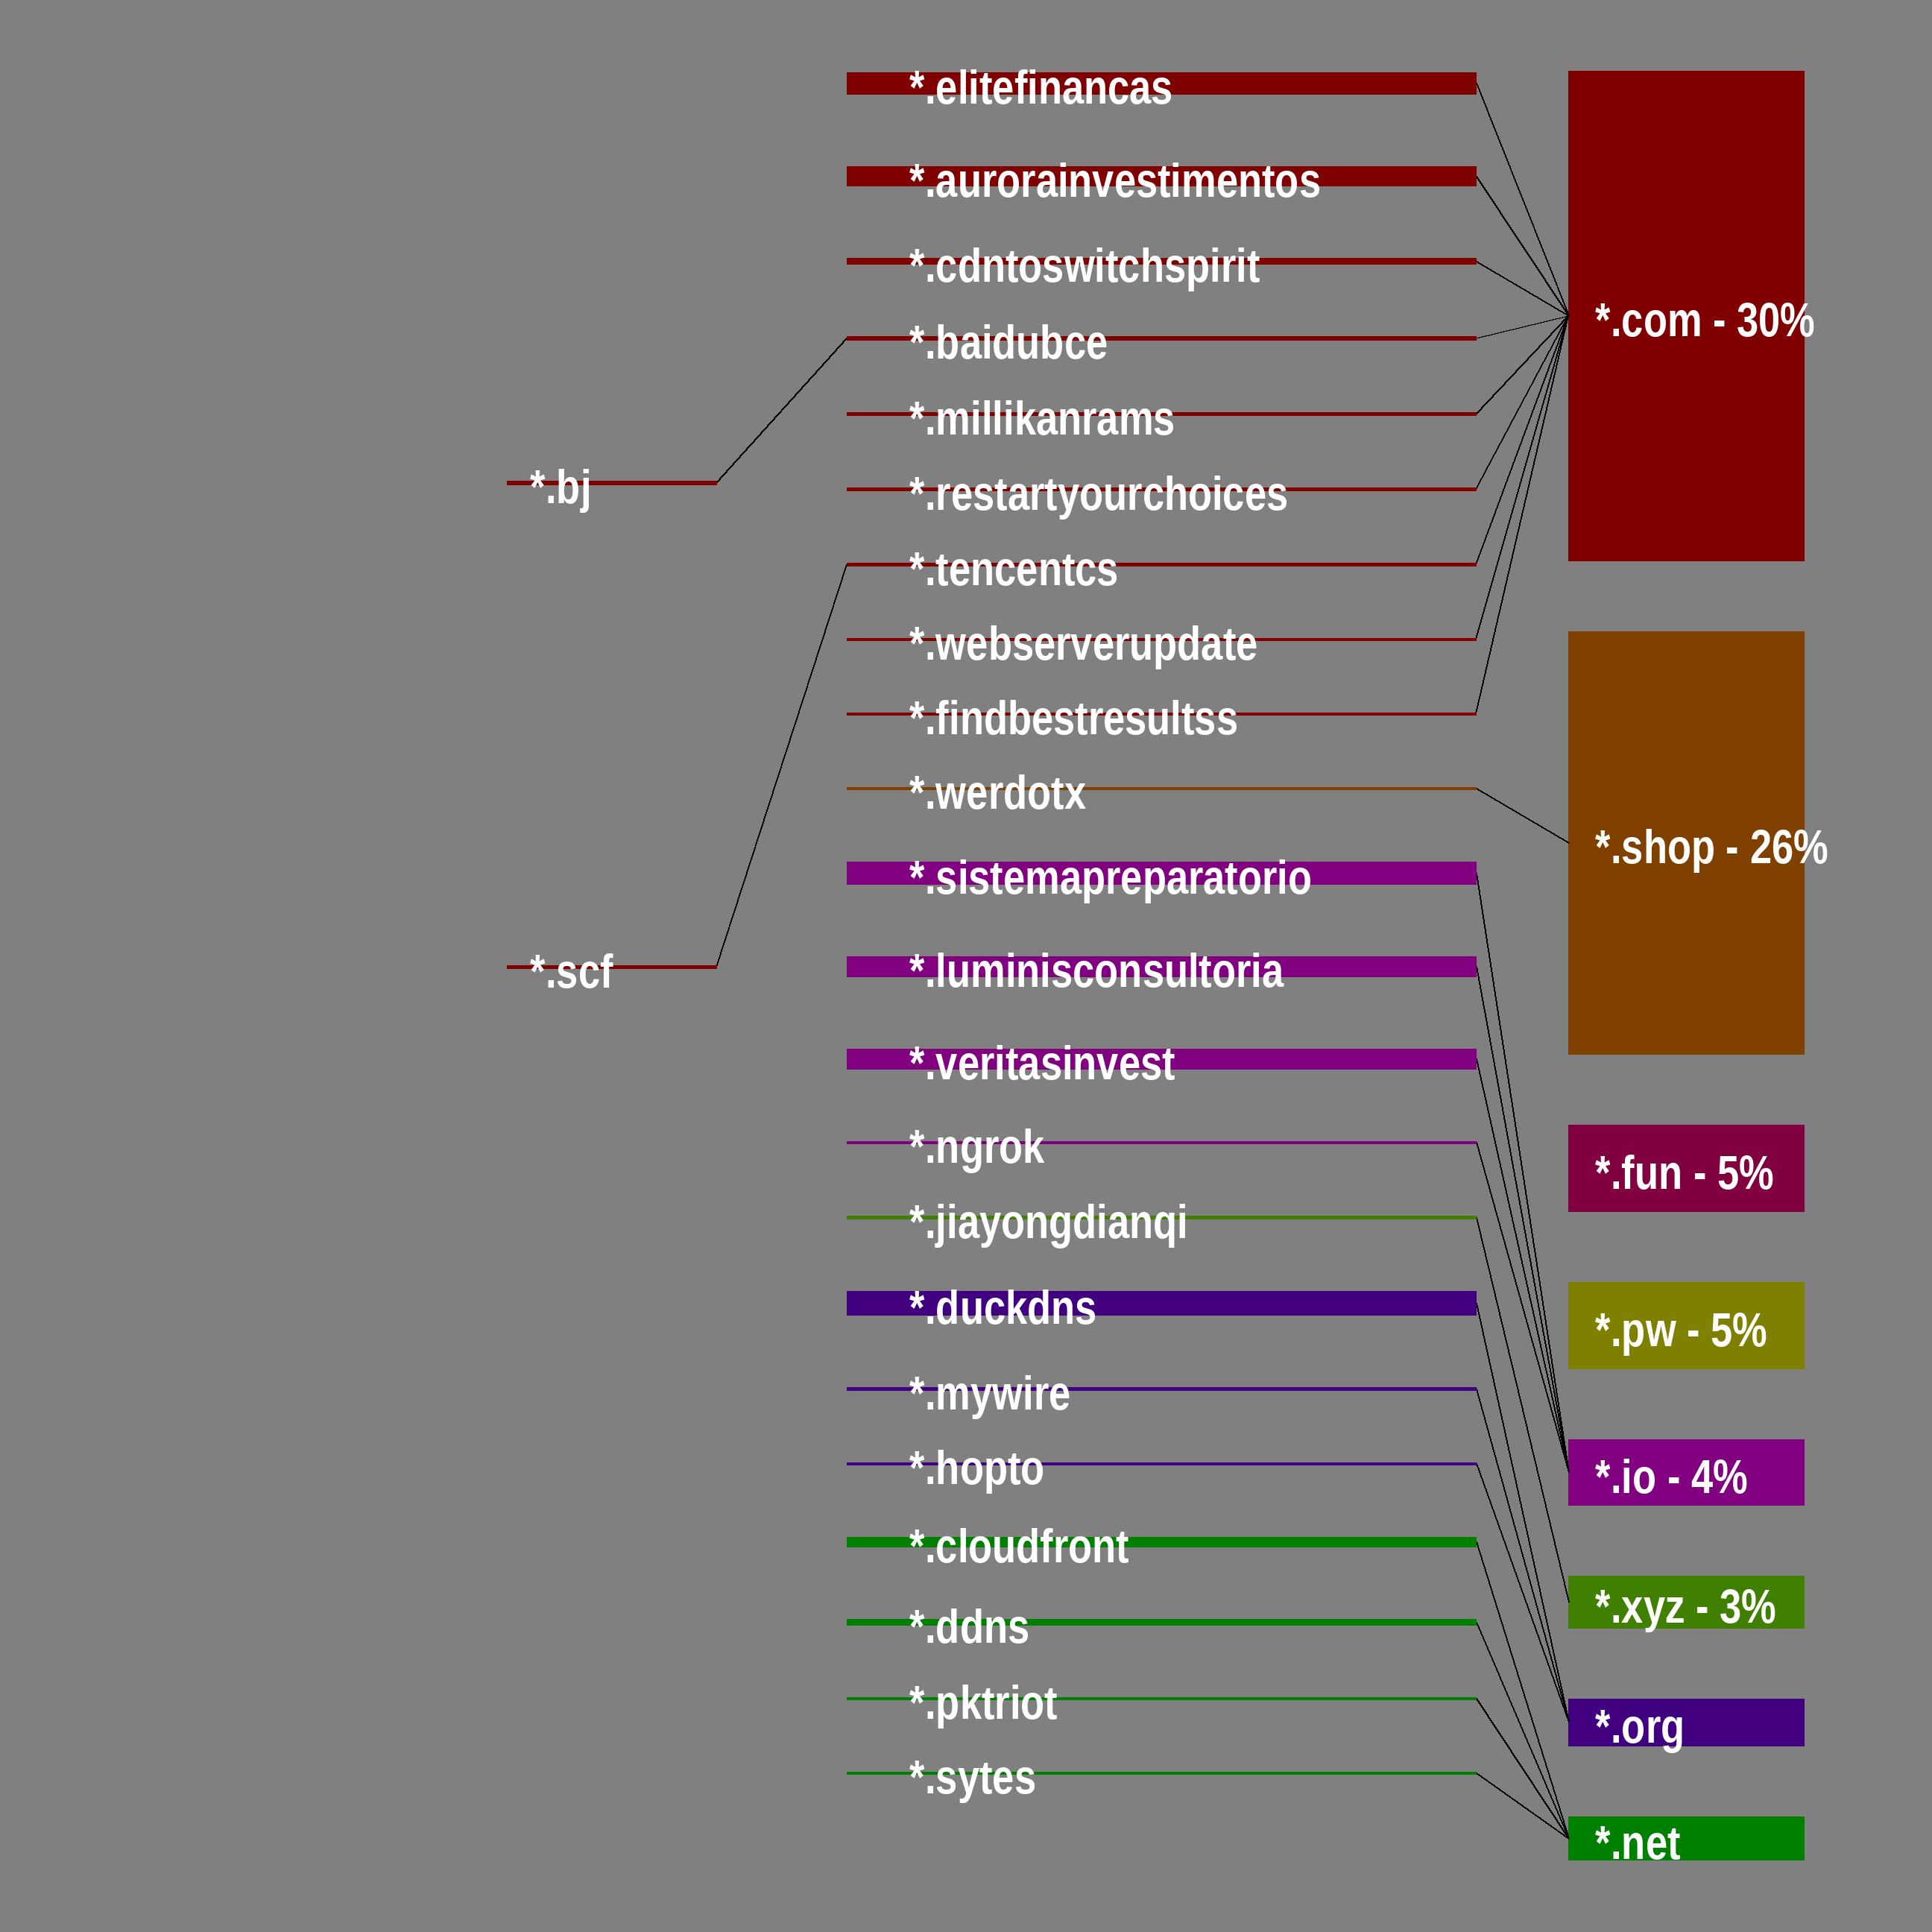 *.elitefinancas
*.aurorainvestimentos
*.cdntoswitchspirit
*.com - 30%
*.baidubce
*.millikanrams
*.bj
*.restartyourchoices
*.tencentcs
*.webserverupdate
*.findbestresultss
*.werdotx
*.shop - 26%
*.sistemapreparatorio
*.luminisconsultoria
*.scf
*.veritasinvest
*.ngrok
*.fun - 5%
*.jiayongdianqi
*.duckdns
*.pw - 5%
*.mywire
*.hopto
*.io - 4%
*.cloudfront
*.xyz - 3%
*.ddns
*.pktriot
*.org
*.sytes
*.net